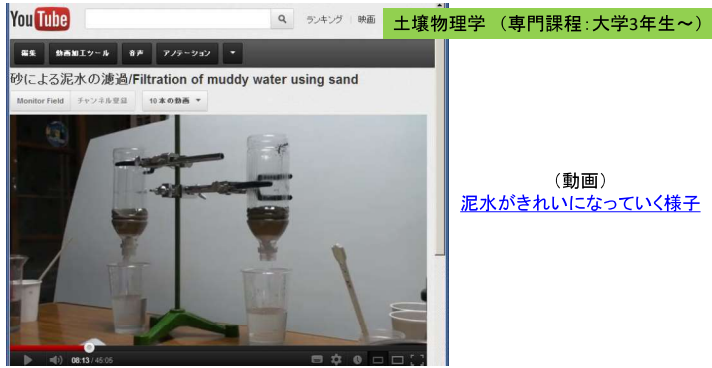 You Tube
ランキング 映画
土壌物理学 （専門課程：大学3年生～）
編集 動画加工ツール 音声 アノテーション
砂による泥水の濾過/Filtration of muddy water using sand
Monitor Field チャンネル登録 10 本の動画
（動画）
泥水がきれいになっていく様子
08:13 / 45:05